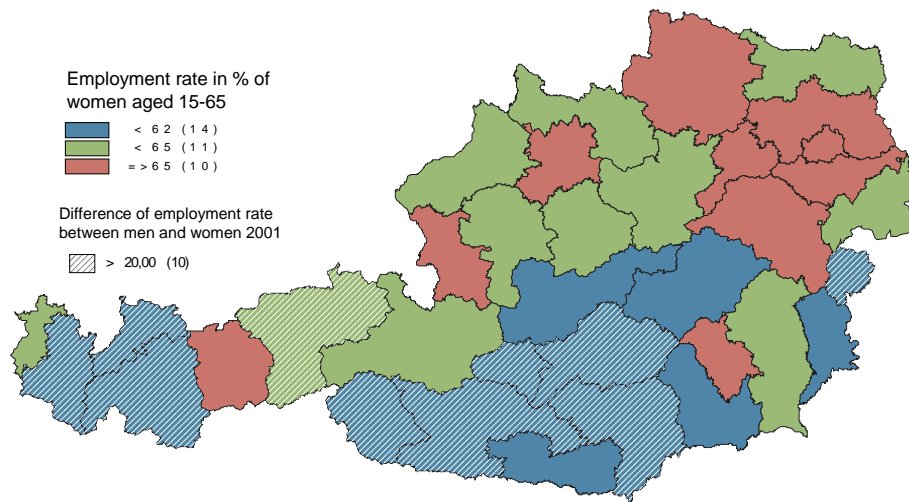 Employment rate in % of
women aged 15-65
< 62 (14)
< 65 (11)
=>65 (10)
Difference of employment rate
between men and women 2001
> 20,00 (10)